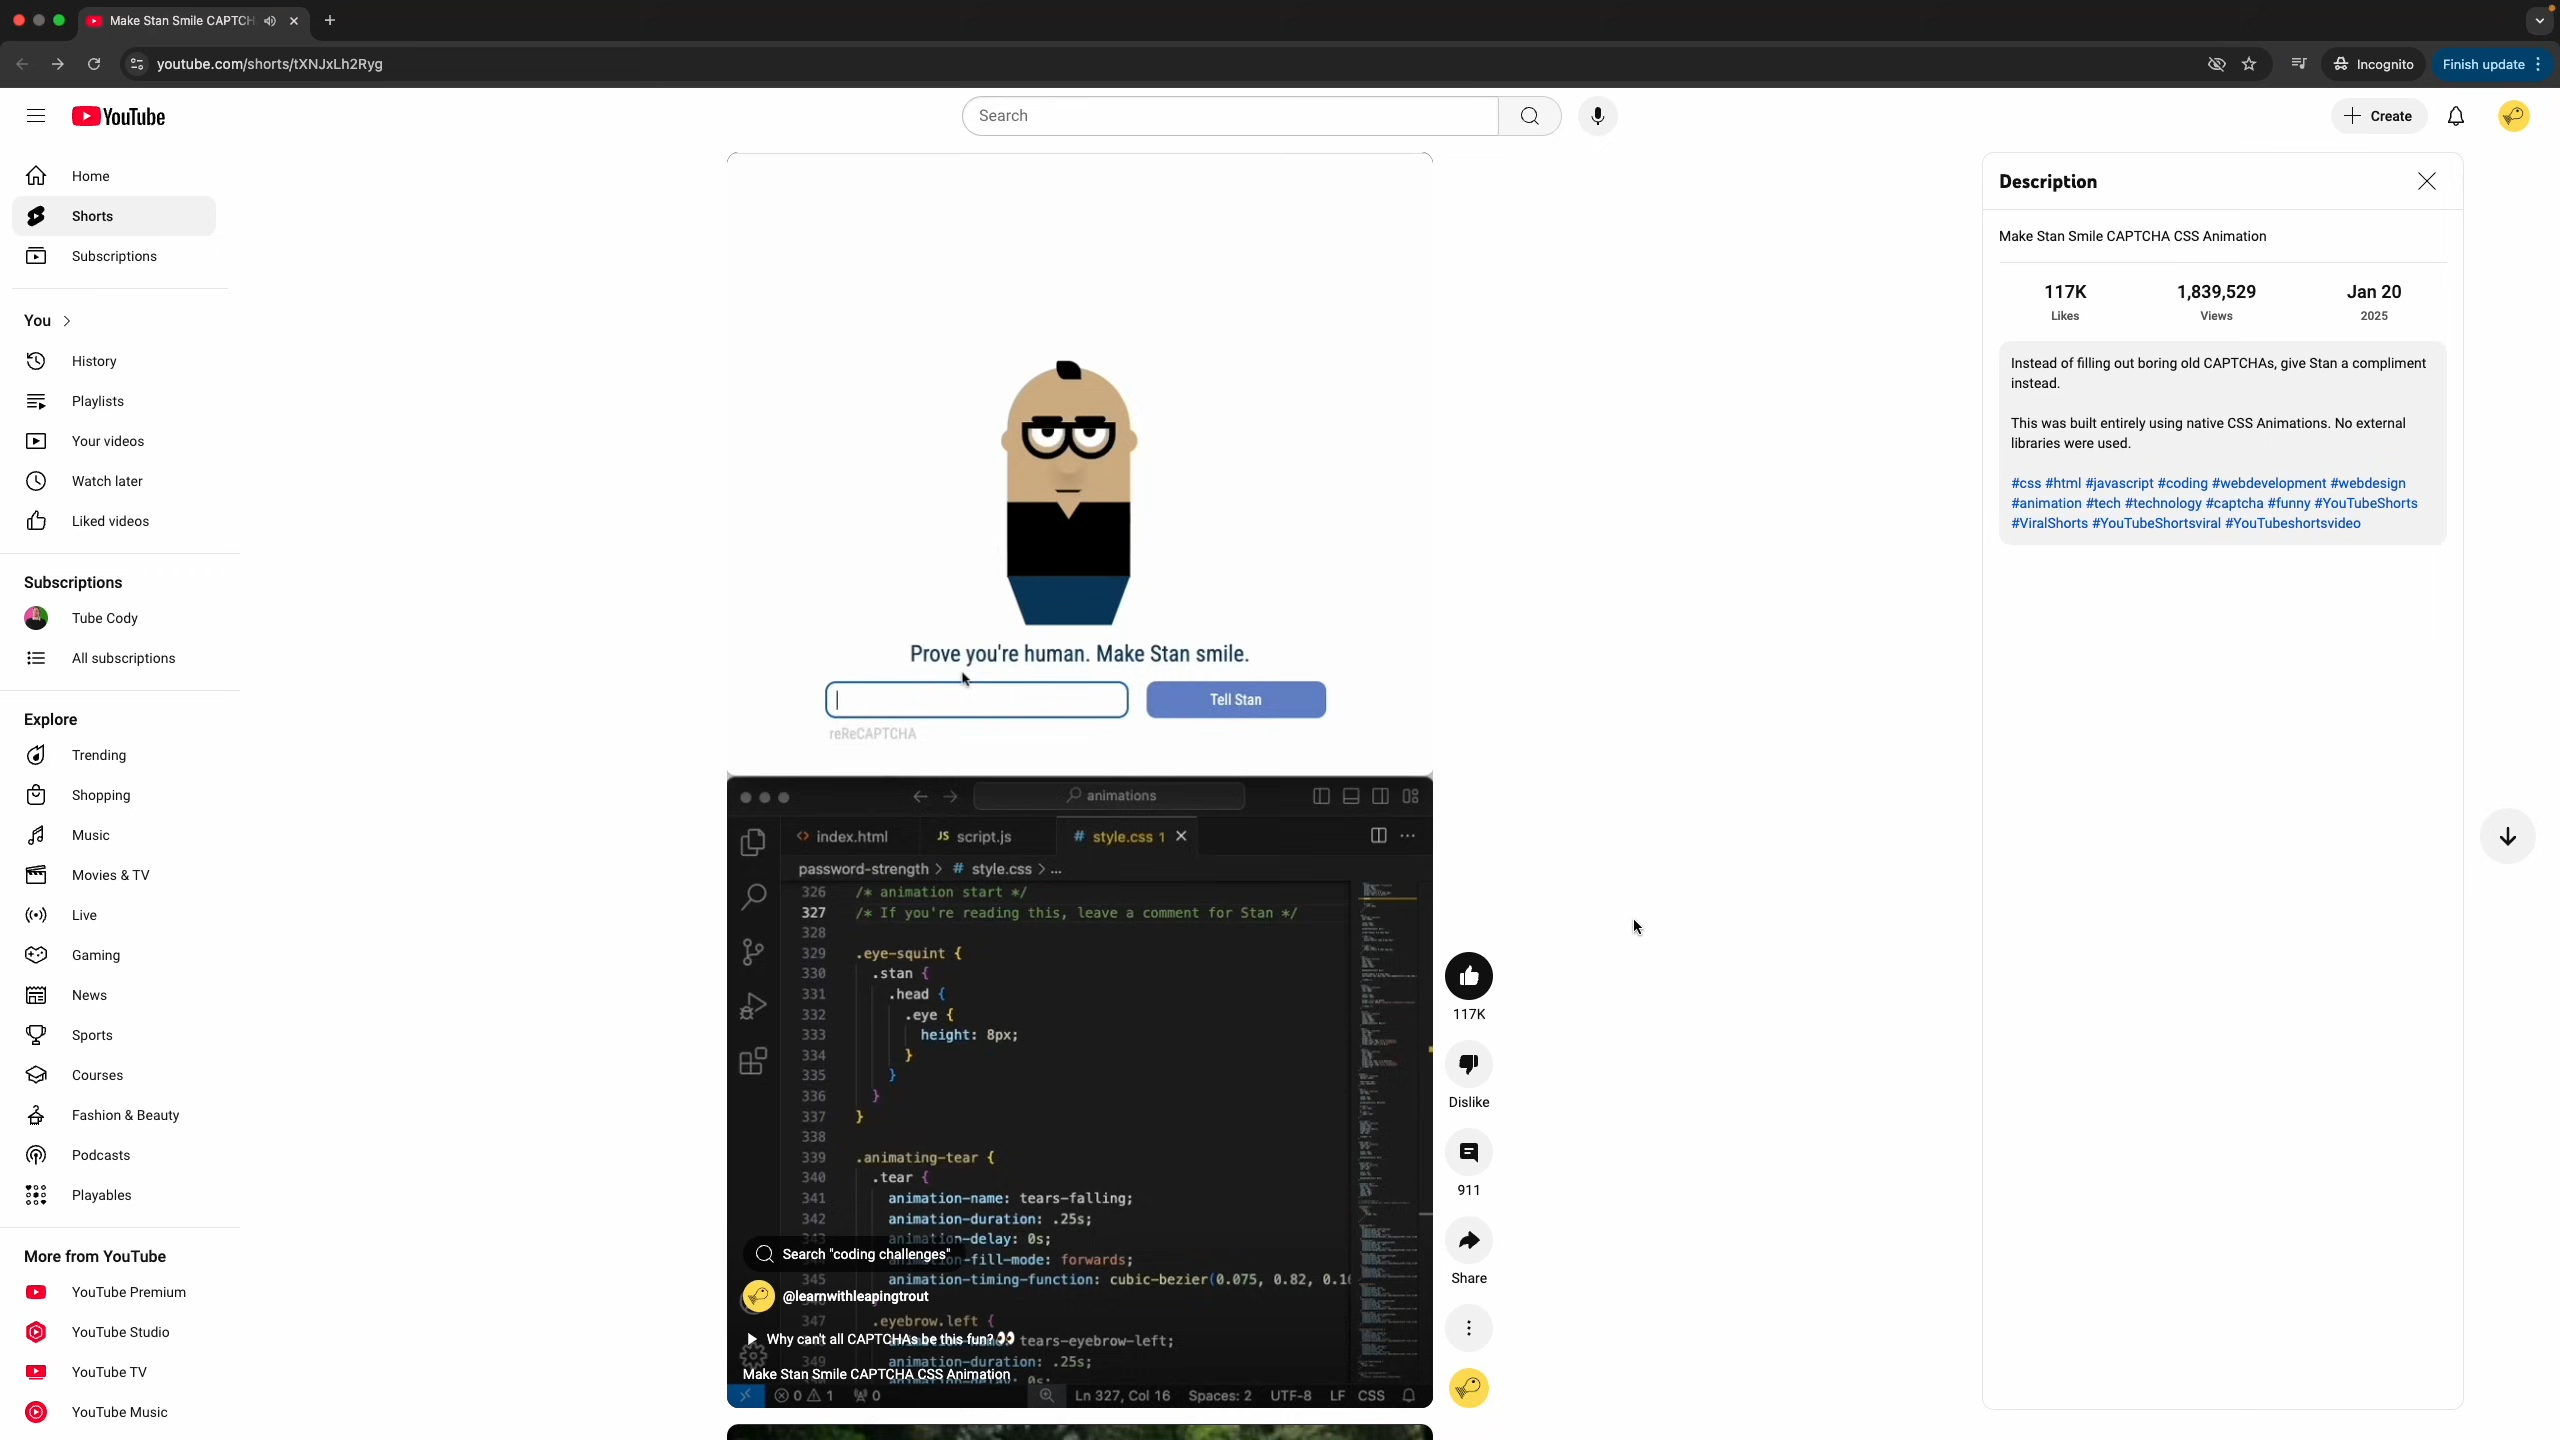 Make Stan Smile CAPTCH
youtube.com/shorts/tXNJxLh2Ryg
Incognito
Finish update
YouTube
Search
Create
Home
Shorts
Subscriptions
You
History
Playlists
Your videos
Watch later
Liked videos
Subscriptions
Tube Cody
All subscriptions
Explore
Trending
Shopping
Music
Movies & TV
Live
Gaming
News
Sports
Courses
Fashion & Beauty
Podcasts
Playables
More from YouTube
YouTube Premium
YouTube Studio
YouTube TV
YouTube Music
Prove you're human. Make Stan smile.
Tell Stan
reReCAPTCHA
animations
index.html
JS script.js
# style.css 1
password-strength > # style.css > ...
326 /* animation start */
327 /* If you're reading this, leave a comment for Stan */
328
329 .eye-squint {
330 .stan {
331 .head {
332 .eye {
333 height: 8px;
334 }
335 }
336 }
337 }
338
339 .animating-tear {
340 .tear {
341 animation-name: tears-falling;
342 animation-duration: .25s;
343 animation-delay: 0s;
Search "coding challenges"
on-fill-mode: forwards;
345 animation-timing-function: cubic-bezier(0.075, 0.82, 0.1
@learnwithleapingtrout
347 .eyebrow.left {
Why can't all CAPTCHAs be this fun? 👀
tears-eyebrow-left;
349 animation-duration: .25s;
Make Stan Smile CAPTCHA CSS Animation
0 1 0
Ln 327, Col 16 Spaces: 2 UTF-8 LF CSS
117K
Dislike
911
Share
Description
Make Stan Smile CAPTCHA CSS Animation
117K
Likes
1,839,529
Views
Jan 20
2025
Instead of filling out boring old CAPTCHAs, give Stan a compliment
instead.
This was built entirely using native CSS Animations. No external
libraries were used.
#css #html #javascript #coding #webdevelopment #webdesign
#animation #tech #technology #captcha #funny #YouTubeShorts
#ViralShorts #YouTubeShortsviral #YouTubeshortsvideo